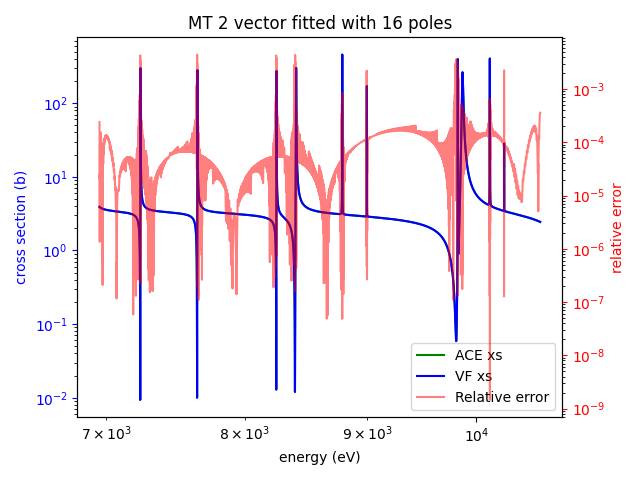 MT 2 vector fitted with 16 poles
cross section (b)
10²
10¹
10⁰
10⁻¹
10⁻²
10⁻³
10⁻⁴
10⁻⁵
10⁻⁶
10⁻⁷
10⁻⁸
10⁻⁹
relative error
ACE xs
VF xs
Relative error
7 × 10³ 8 × 10³ 9 × 10³ 10⁴
energy (eV)